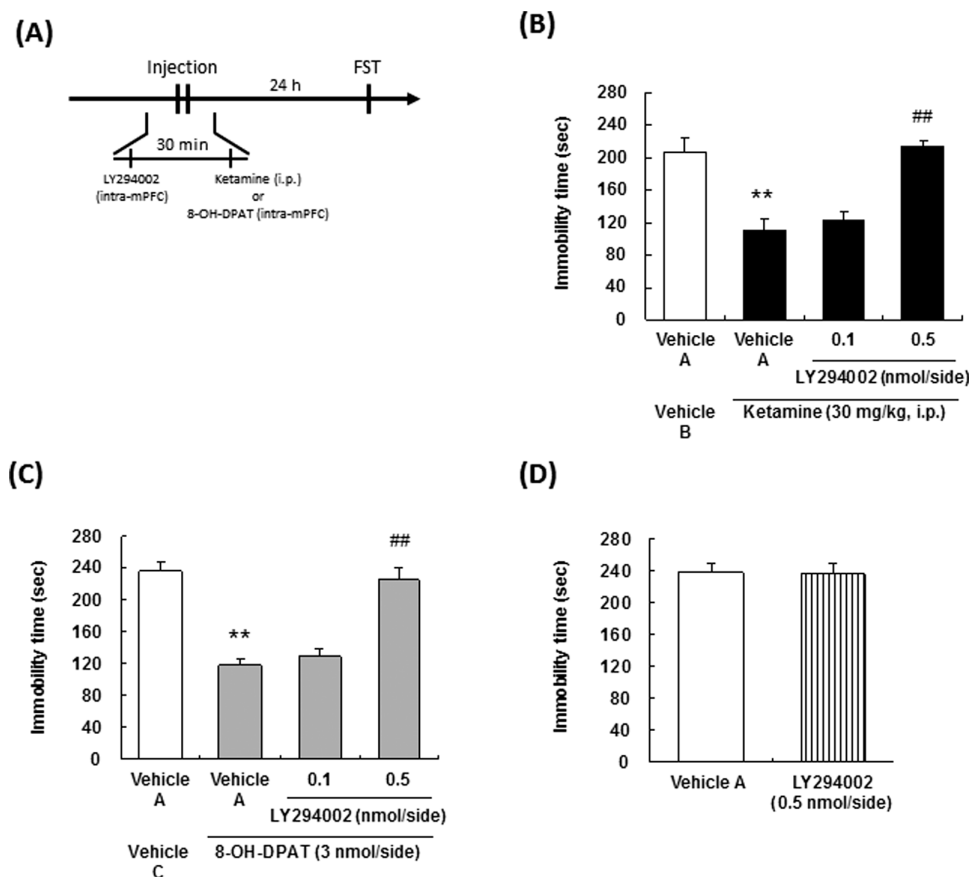 (A)
Injection
24 h
FST
30 min
LY294002
(intra-mPFC)
Ketamine (i.p.)
or
8-OH-DPAT (intra-mPFC)
(B)
Immobility time (sec)
280
240
200
160
120
80
40
0
**
##
Vehicle
A
Vehicle
A
0.1
0.5
LY294002 (nmol/side)
Vehicle
B
Ketamine (30 mg/kg, i.p.)
(C)
Immobility time (sec)
280
240
200
160
120
80
40
0
**
##
Vehicle
A
Vehicle
A
0.1
0.5
LY294002 (nmol/side)
Vehicle
C
8-OH-DPAT (3 nmol/side)
(D)
Immobility time (sec)
280
240
200
160
120
80
40
0
Vehicle A
LY294002
(0.5 nmol/side)